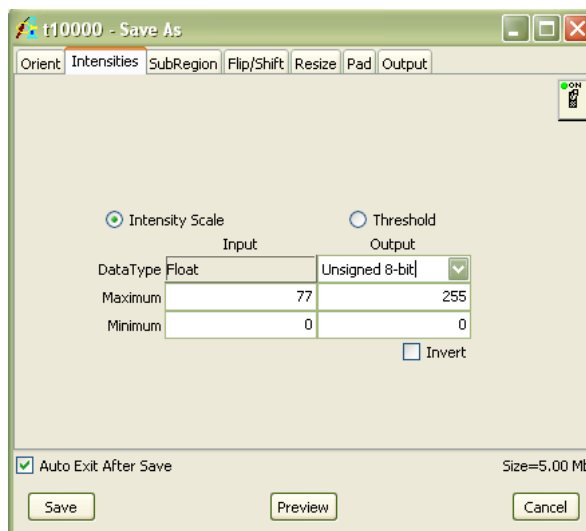 t10000 - Save As
Orient Intensities SubRegion Flip/Shift Resize Pad Output
ON
Intensity Scale Threshold
Input Output
DataType Float Unsigned 8-bit
Maximum 77 255
Minimum 0 0
Invert
Auto Exit After Save Size=5.00 Mb
Save Preview Cancel